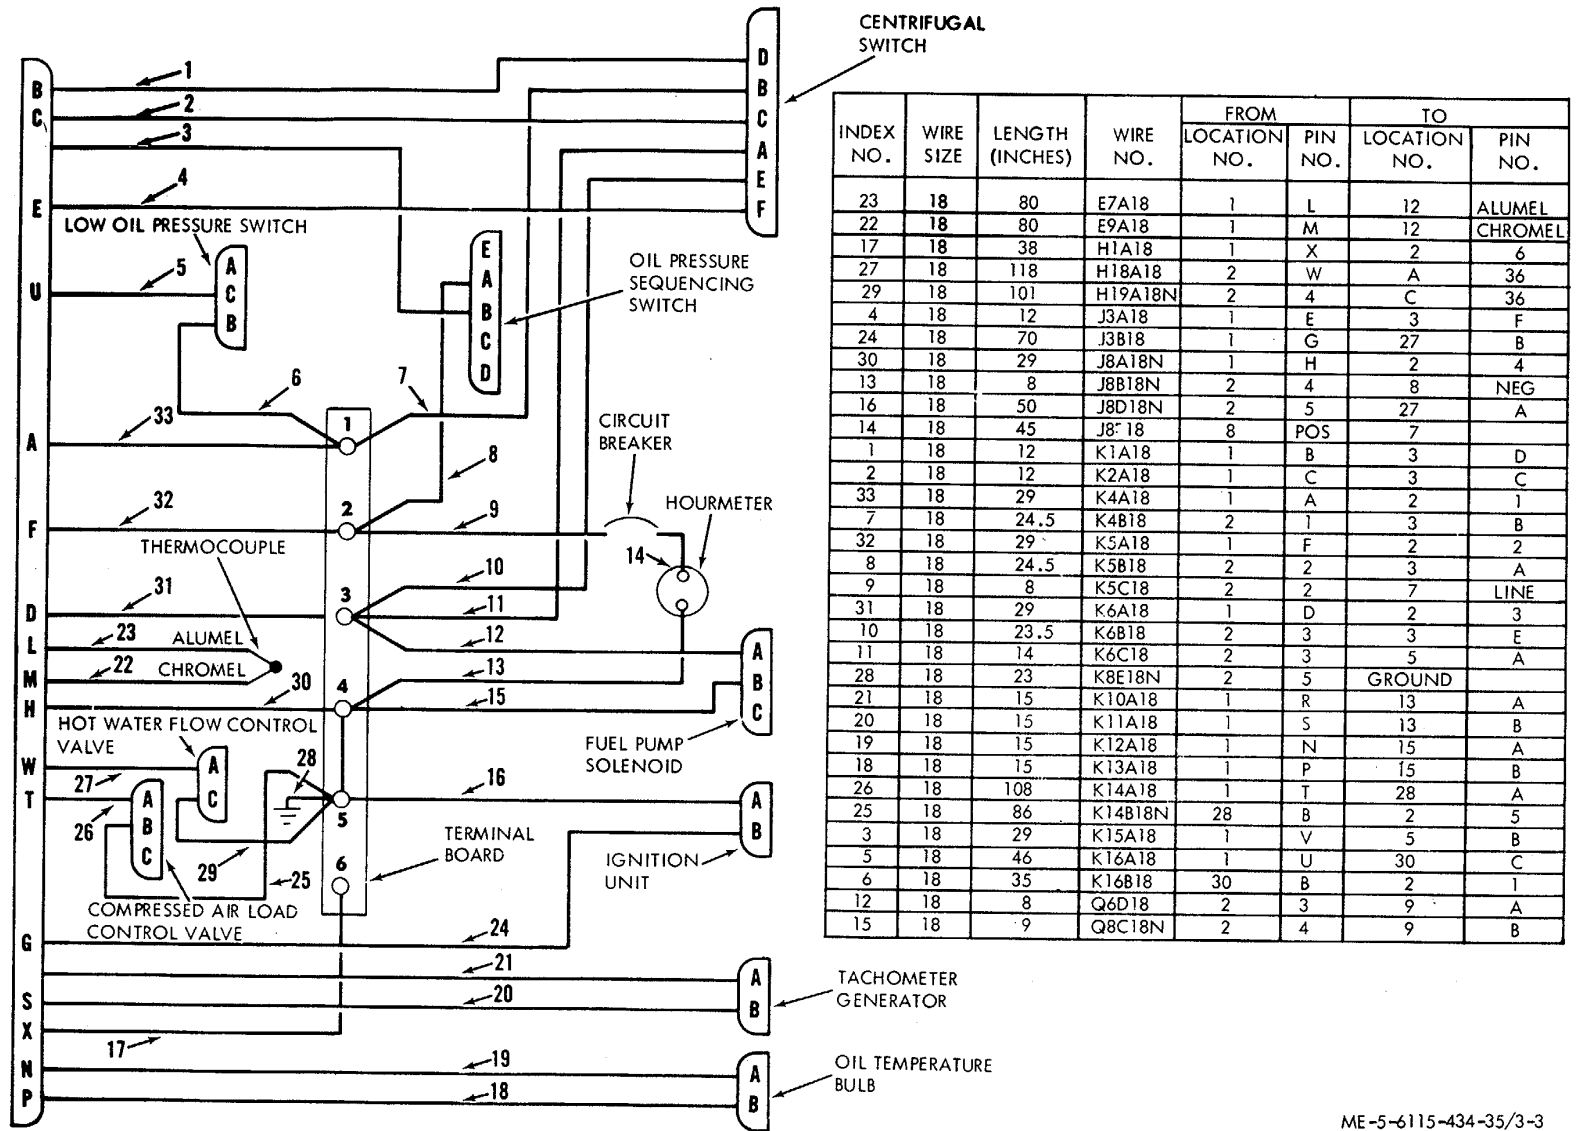 CENTRIFUGAL
SWITCH
D
B
C
A
E
F
B
C
E
U
A
F
D
L
M
H
W
T
G
S
X
N
P
1
2
3
4
LOW OIL PRESSURE SWITCH
A
C
B
5
E
A
B
C
D
OIL PRESSURE
SEQUENCING
SWITCH
6
7
33
1
CIRCUIT
BREAKER
8
32
2
9
HOURMETER
THERMOCOUPLE
14
10
31
3
11
23
ALUMEL
12
22
CHROMEL
13
30
4
15
A
B
C
FUEL PUMP
SOLENOID
HOT WATER FLOW CONTROL
VALVE
A
C
27
28
16
A
B
C
26
5
A
B
IGNITION
UNIT
TERMINAL
BOARD
29
25
6
COMPRESSED AIR LOAD
CONTROL VALVE
24
21
20
A
B
TACHOMETER
GENERATOR
17
19
18
A
B
OIL TEMPERATURE
BULB
INDEX NO. WIRE SIZE LENGTH (INCHES) WIRE NO. FROM LOCATION NO. PIN NO. TO LOCATION NO. PIN NO.
23 18 80 E7A18 1 L 12 ALUMEL
22 18 80 E9A18 1 M 12 CHROMEL
17 18 38 H1A18 1 X 2 6
27 18 118 H18A18 2 W A 36
29 18 101 H19A18N 2 4 C 36
4 18 12 J3A18 1 E 3 F
24 18 70 J3B18 1 G 27 B
30 18 29 J8A18N 1 H 2 4
13 18 8 J8B18N 2 4 8 NEG
16 18 50 J8D18N 2 5 27 A
14 18 45 8 POS 7
1 18 12 K1A18 1 B 3 D
2 18 12 K2A18 1 C 3 C
33 18 29 K4A18 1 A 2 1
7 18 24.5 K4B18 2 1 3 B
32 18 29 K5A18 1 F 2 2
8 18 24.5 K5B18 2 2 3 A
9 18 8 K5C18 2 2 7 LINE
31 18 29 K6A18 1 D 2 3
10 18 23.5 K6B18 2 3 3 E
11 18 14 K6C18 2 3 5 A
28 18 23 K8E18N 2 5 GROUND
21 18 15 K10A18 1 R 13 A
20 18 15 K11A18 1 S 13 B
19 18 15 K12A18 1 N 15 A
18 18 15 K13A18 1 P 15 B
26 18 108 K14A18 1 T 28 A
25 18 86 K14B18N 28 B 2 5
3 18 29 K15A18 1 V 5 B
5 18 46 K16A18 1 U 30 C
6 18 35 K16B18 30 B 2 1
12 18 8 Q6D18 2 3 9 A
15 18 9 Q8C18N 2 4 9 B
ME-5-6115-434-35/3-3